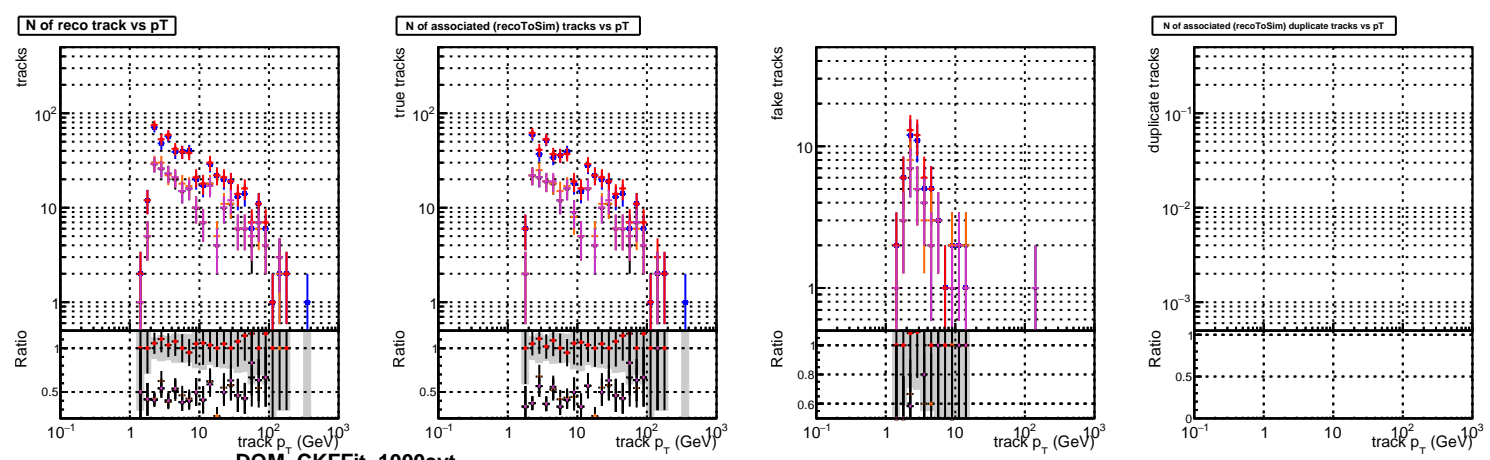 N of reco track vs pT
tracks
10²
10
1
Ratio
1
0.5
10⁻¹ 1 10 10² 10³
track p_T (GeV)
N of associated (recoToSim) tracks vs pT
true tracks
10²
10
1
Ratio
1
0.5
10⁻¹ 1 10 10² 10³
track p_T (GeV)
fake tracks
10
1
Ratio
1
0.8
0.6
10⁻¹ 1 10 10² 10³
track p_T (GeV)
N of associated (recoToSim) duplicate tracks vs pT
duplicate tracks
10⁻¹
10⁻²
10⁻³
Ratio
1
0.5
0
10⁻¹ 1 10 10² 10³
track p_T (GeV)